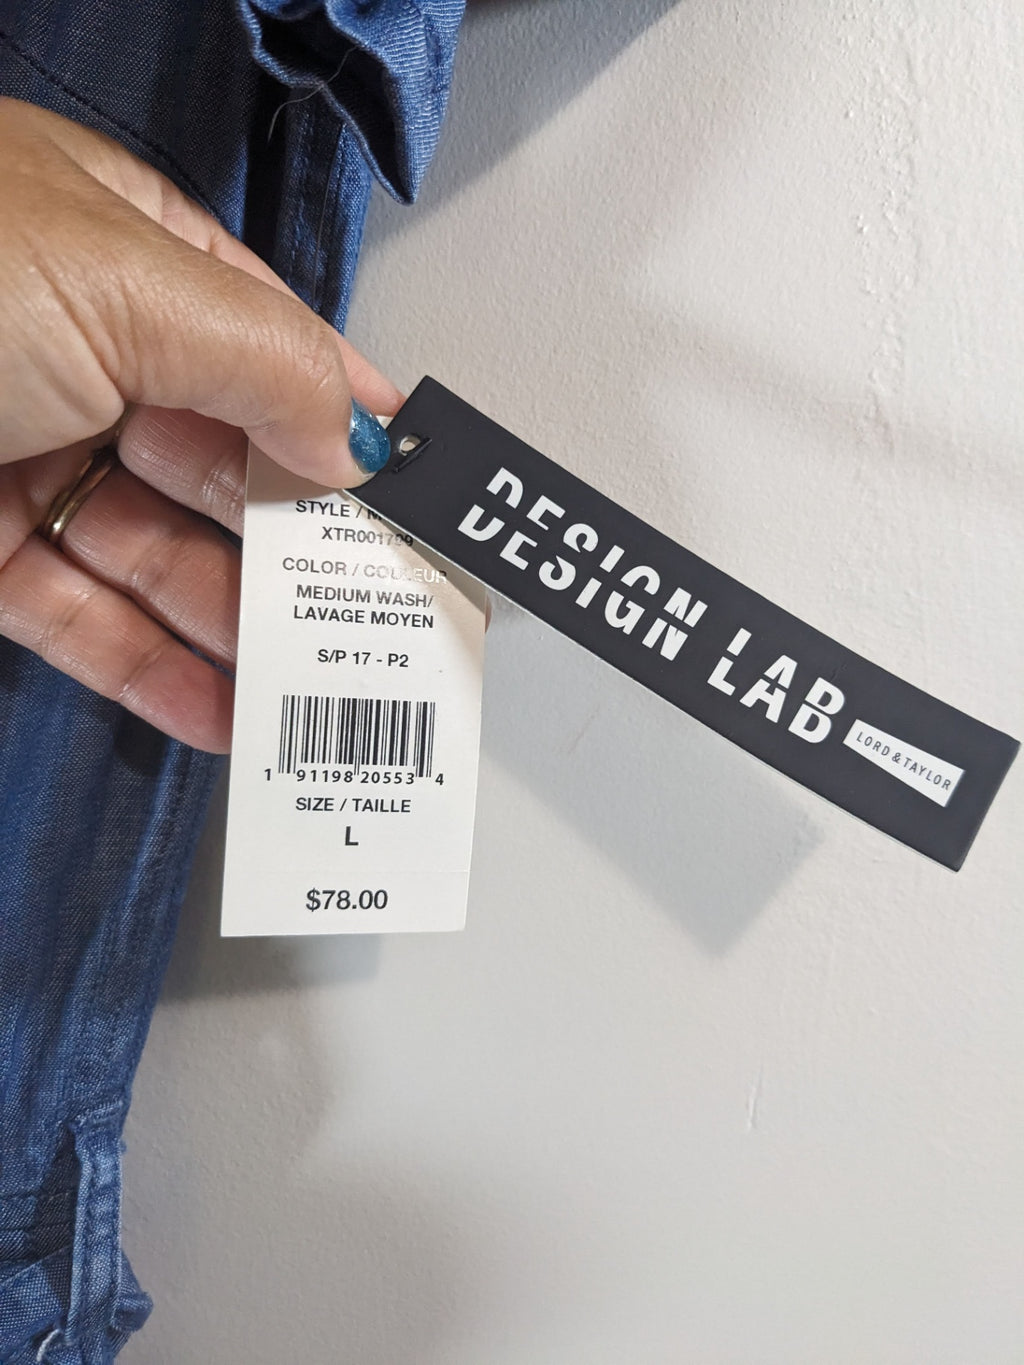 STYLE / M
XTR001799
COLOR / COULEUR
MEDIUM WASH/
LAVAGE MOYEN
S/P 17 - P2
1 91198 20553 4
SIZE / TAILLE
L
$78.00
DESIGN LAB
LORD & TAYLOR